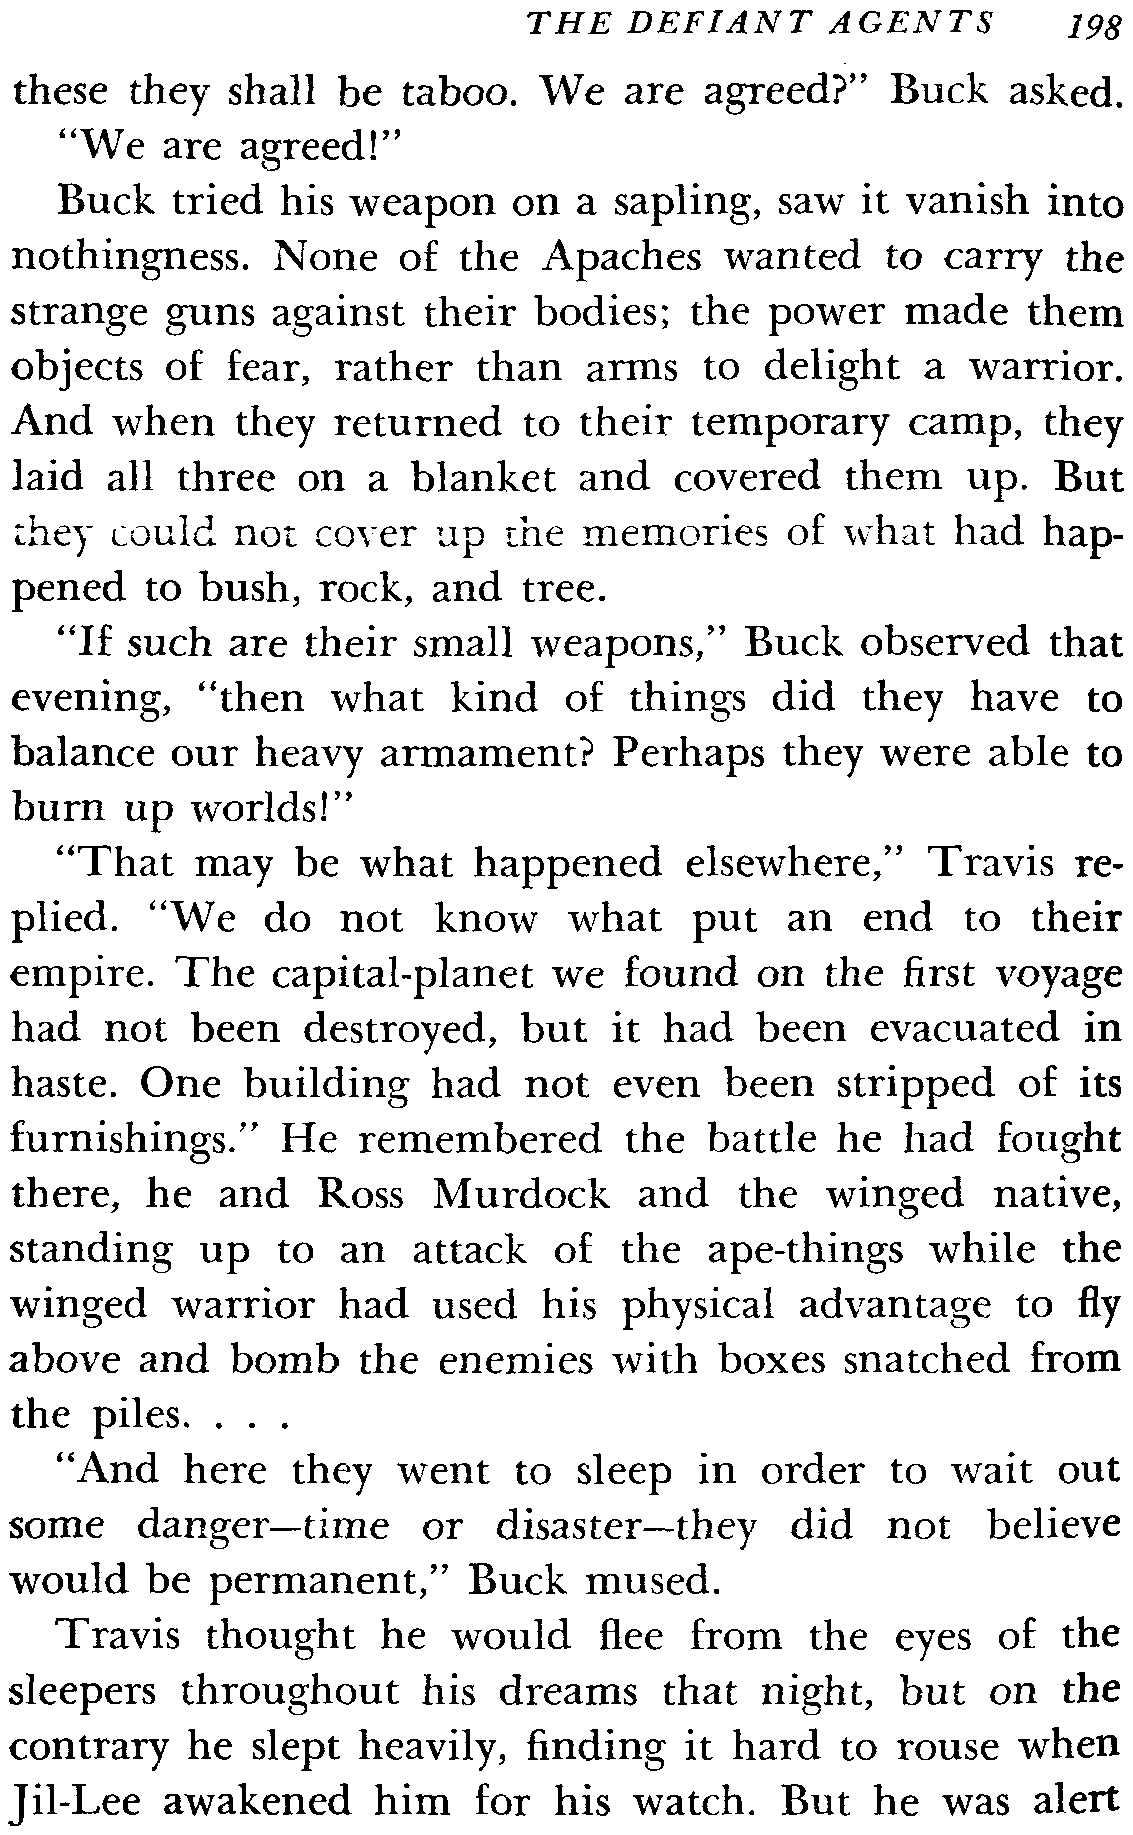 THE DEFIANT AGENTS 198
these they shall be taboo. We are agreed?" Buck asked.
"We are agreed!"
Buck tried his weapon on a sapling, saw it vanish into
nothingness. None of the Apaches wanted to carry the
strange guns against their bodies; the power made them
objects of fear, rather than arms to delight a warrior.
And when they returned to their temporary camp, they
laid all three on a blanket and covered them up. But
they could not cover up the memories of what had hap-
pened to bush, rock, and tree.
"If such are their small weapons," Buck observed that
evening, "then what kind of things did they have to
balance our heavy armament? Perhaps they were able to
burn up worlds!"
"That may be what happened elsewhere," Travis re-
plied. "We do not know what put an end to their
empire. The capital-planet we found on the first voyage
had not been destroyed, but it had been evacuated in
haste. One building had not even been stripped of its
furnishings." He remembered the battle he had fought
there, he and Ross Murdock and the winged native,
standing up to an attack of the ape-things while the
winged warrior had used his physical advantage to fly
above and bomb the enemies with boxes snatched from
the piles. . . .
"And here they went to sleep in order to wait out
some danger—time or disaster—they did not believe
would be permanent," Buck mused.
Travis thought he would flee from the eyes of the
sleepers throughout his dreams that night, but on the
contrary he slept heavily, finding it hard to rouse when
Jil-Lee awakened him for his watch. But he was alert